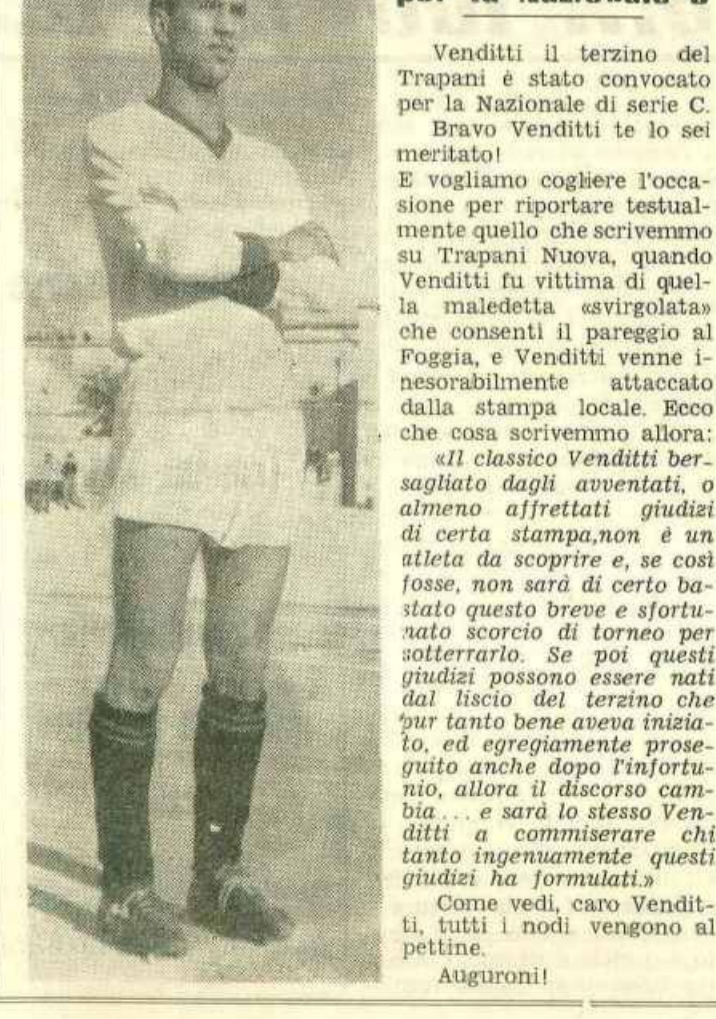 Venditti il terzino del
Trapani è stato convocato
per la Nazionale di serie C.
Bravo Venditti te lo sei
meritato!
E vogliamo cogliere l'occa-
sione per riportare testual-
mente quello che scrivemmo
su Trapani Nuova, quando
Venditti fu vittima di quel-
la maledetta «svirgolata»
che consentì il pareggio al
Foggia, e Venditti venne i-
nesorabilmente attaccato
dalla stampa locale. Ecco
che cosa scrivemmo allora:
«Il classico Venditti ber-
sagliato dagli avventati, o
almeno affrettati giudizi
di certa stampa,non è un
atleta da scoprire e, se così
fosse, non sarà di certo ba-
stato questo breve e sfortu-
nato scorcio di torneo per
sotterrarlo. Se poi questi
giudizi possono essere nati
dal liscio del terzino che
pur tanto bene aveva inizia-
to, ed egregiamente prose-
guito anche dopo l'infortu-
nio, allora il discorso cam-
bia ... e sarà lo stesso Ven-
ditti a commiserare chi
tanto ingenuamente questi
giudizi ha formulati.»
Come vedi, caro Vendit-
ti, tutti i nodi vengono al
pettine.
Auguroni!